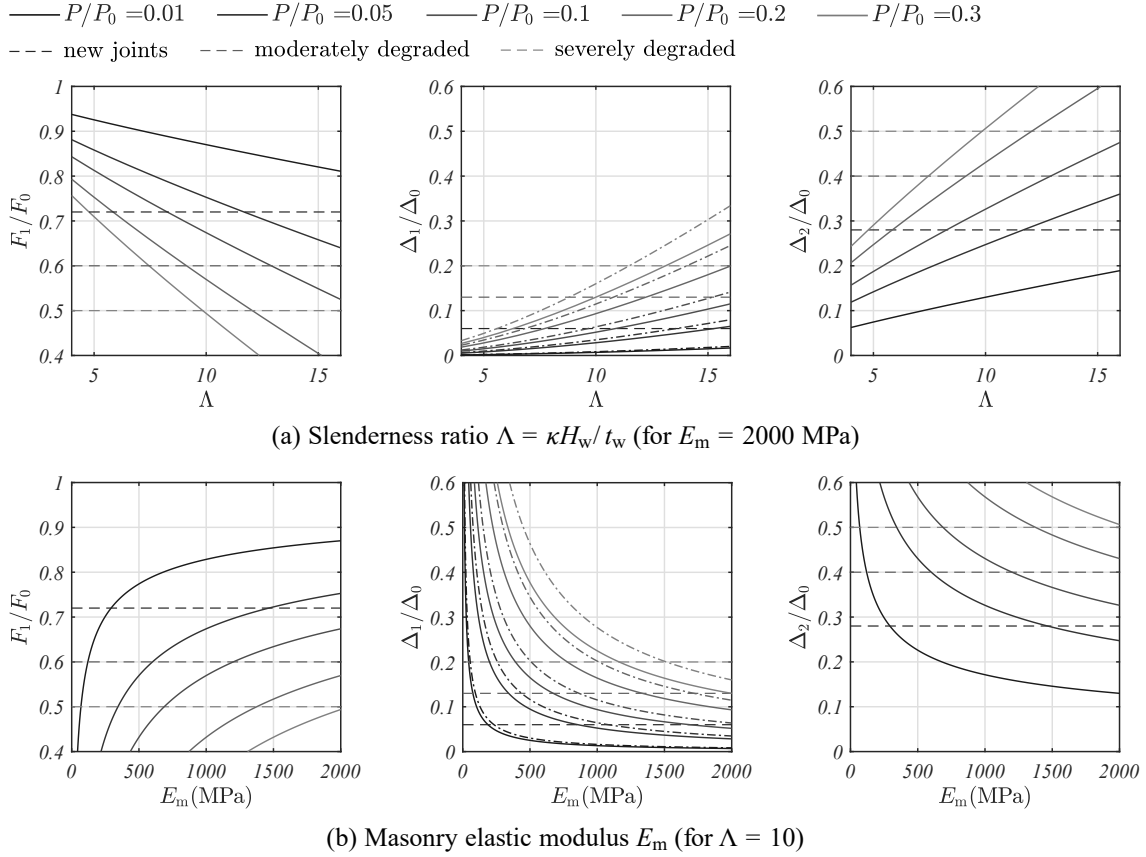 P/P₀ =0.01 P/P₀ =0.05 P/P₀ =0.1 P/P₀ =0.2 P/P₀ =0.3
new joints moderately degraded severely degraded
1
0.9
0.8
0.7
0.6
0.5
0.4
F₁/F₀
5 10 15
Λ
0.6
0.5
0.4
0.3
0.2
0.1
0
Δ₁/Δ₀
5 10 15
Λ
0.6
0.5
0.4
0.3
0.2
0.1
0
Δ₂/Δ₀
5 10 15
Λ
(a) Slenderness ratio Λ = κHw/ tw (for Em = 2000 MPa)
1
0.9
0.8
0.7
0.6
0.5
0.4
F₁/F₀
0 500 1000 1500 2000
Em(MPa)
0.6
0.5
0.4
0.3
0.2
0.1
0
Δ₁/Δ₀
0 500 1000 1500 2000
Em(MPa)
0.6
0.5
0.4
0.3
0.2
0.1
0
Δ₂/Δ₀
0 500 1000 1500 2000
Em(MPa)
(b) Masonry elastic modulus Em (for Λ = 10)